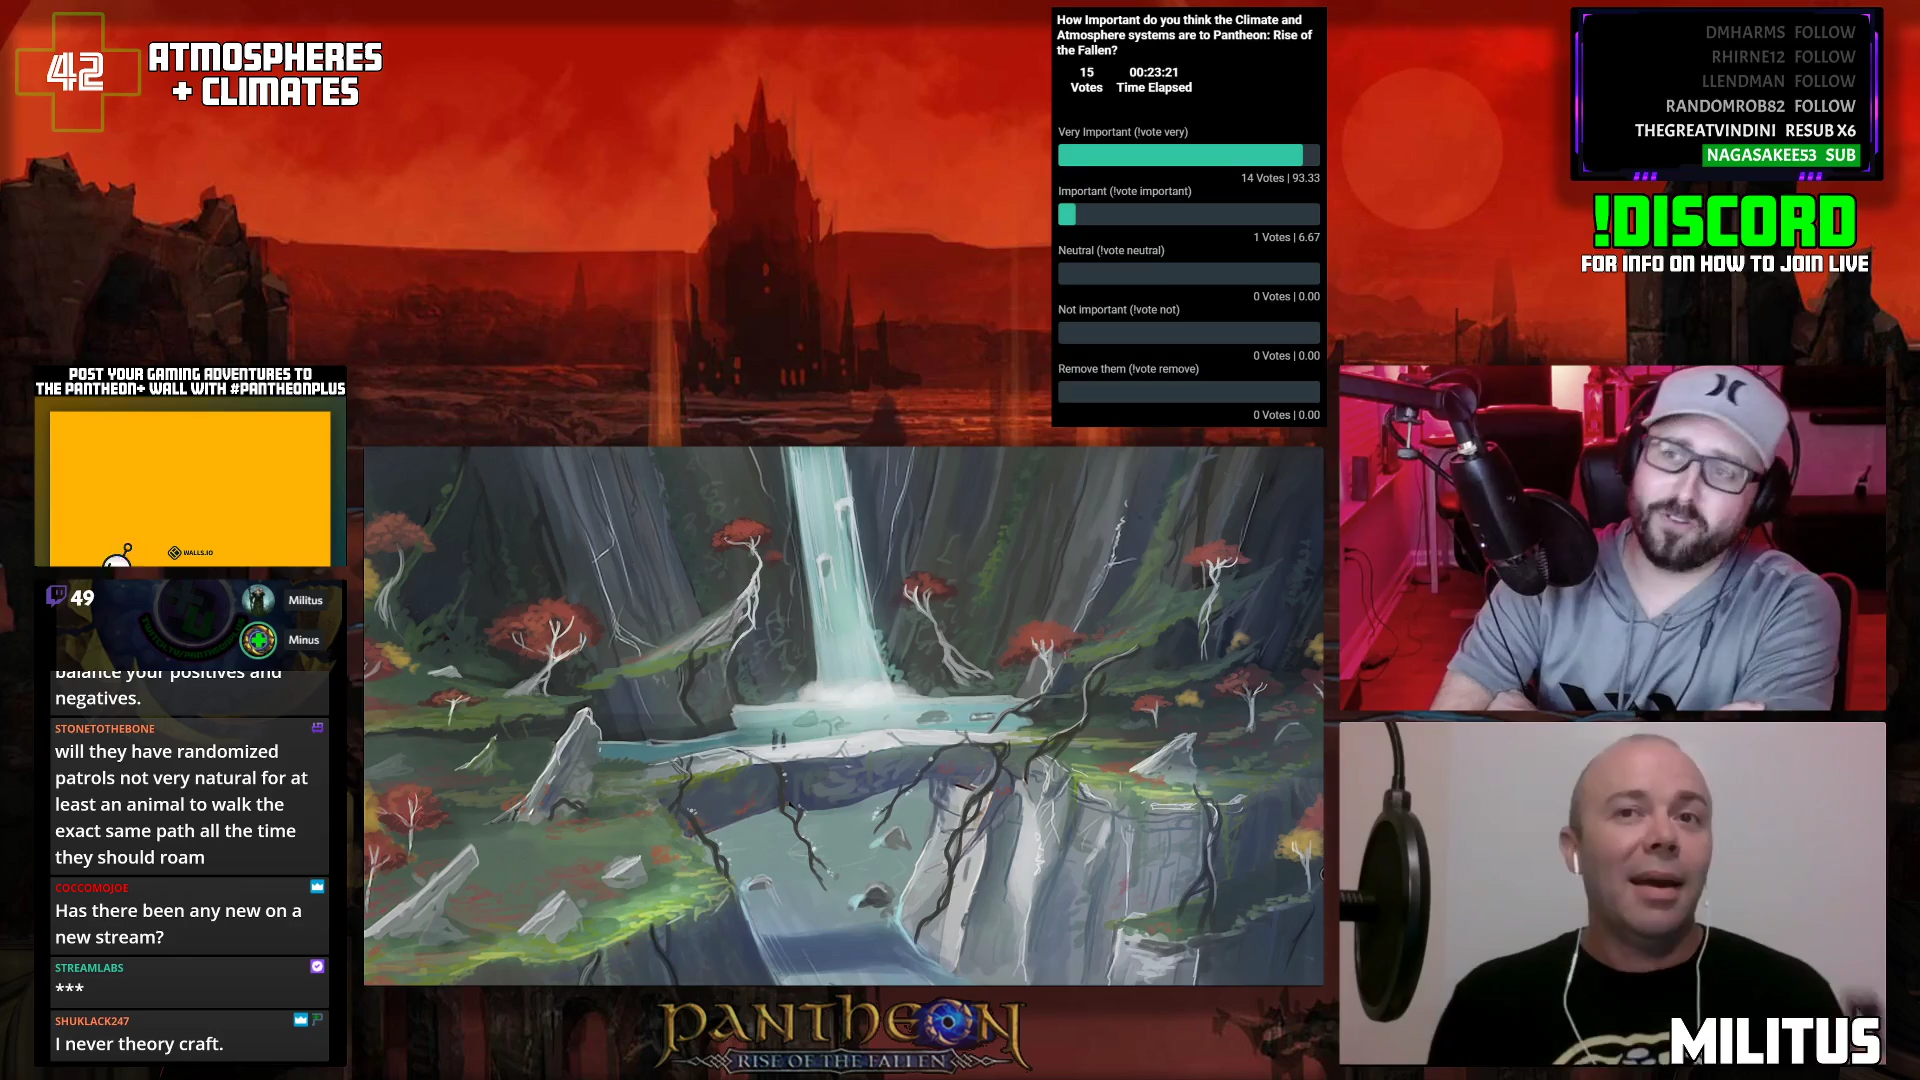 42
ATMOSPHERES
+ CLIMATES
How Important do you think the Climate and
Atmosphere systems are to Pantheon: Rise of
the Fallen?
15 00:23:21
Votes Time Elapsed
Very Important (!vote very)
14 Votes | 93.33
Important (!vote important)
1 Votes | 6.67
Neutral (!vote neutral)
0 Votes | 0.00
Not important (!vote not)
0 Votes | 0.00
Remove them (!vote remove)
0 Votes | 0.00
DMHARMS FOLLOW
RHIRNE12 FOLLOW
LLENDMAN FOLLOW
RANDOMROB82 FOLLOW
THEGREATVINDINI RESUB X6
NAGASAKEE53 SUB
!DISCORD
FOR INFO ON HOW TO JOIN LIVE
POST YOUR GAMING ADVENTURES TO
THE PANTHEON+ WALL WITH #PANTHEONPLUS
WALLS.IO
49
Militus
Minus
balance your positives and
negatives.
STONETOTHEBONE
will they have randomized
patrols not very natural for at
least an animal to walk the
exact same path all the time
they should roam
COCCOMOJOE
Has there been any new on a
new stream?
STREAMLABS
***
SHUKLACK247
I never theory craft.
PANTHEON
RISE OF THE FALLEN
MILITUS